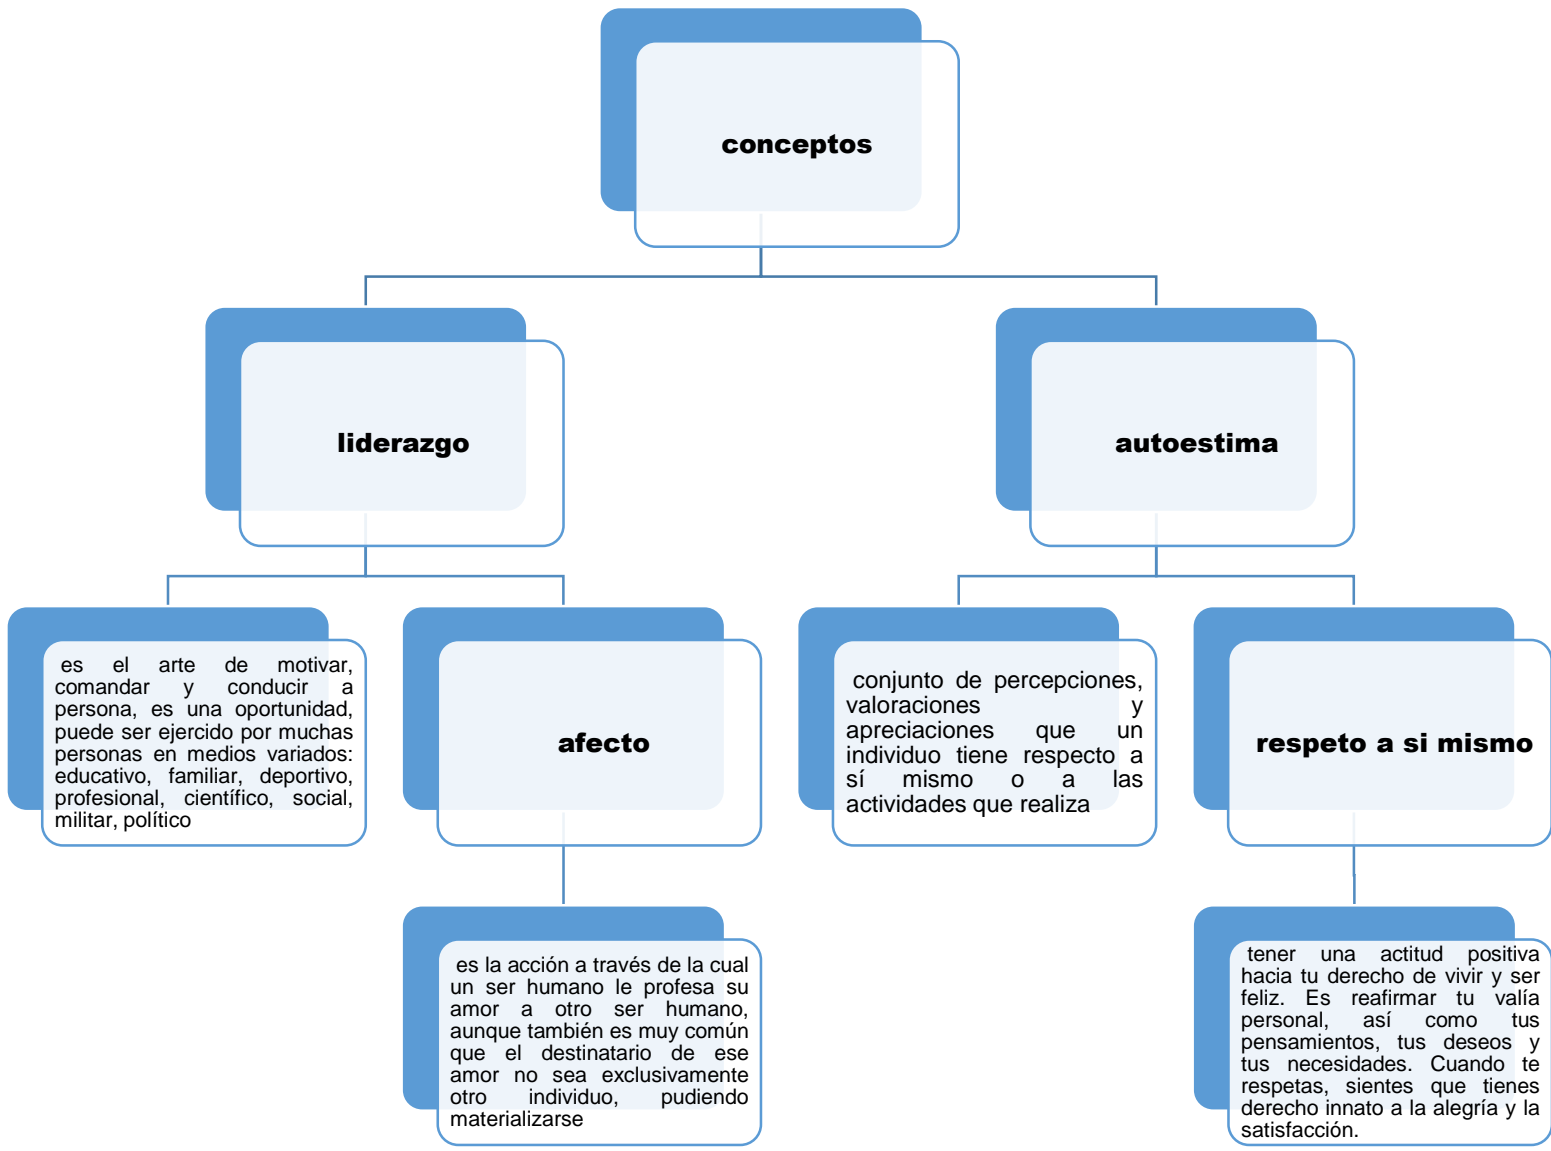 conceptos
liderazgo
autoestima
es el arte de motivar,
comandar y conducir a
persona, es una oportunidad,
puede ser ejercido por muchas
personas en medios variados:
educativo, familiar, deportivo,
profesional, científico, social,
militar, político
afecto
conjunto de percepciones,
valoraciones y
apreciaciones que un
individuo tiene respecto a
sí mismo o a las
actividades que realiza
respeto a si mismo
es la acción a través de la cual
un ser humano le profesa su
amor a otro ser humano,
aunque también es muy común
que el destinatario de ese
amor no sea exclusivamente
otro individuo, pudiendo
materializarse
tener una actitud positiva
hacia tu derecho de vivir y ser
feliz. Es reafirmar tu valía
personal, así como tus
pensamientos, tus deseos y
tus necesidades. Cuando te
respetas, sientes que tienes
derecho innato a la alegría y la
satisfacción.